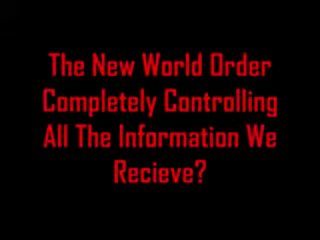 The New World Order
Completely Controlling
All The Information We
Recieve?